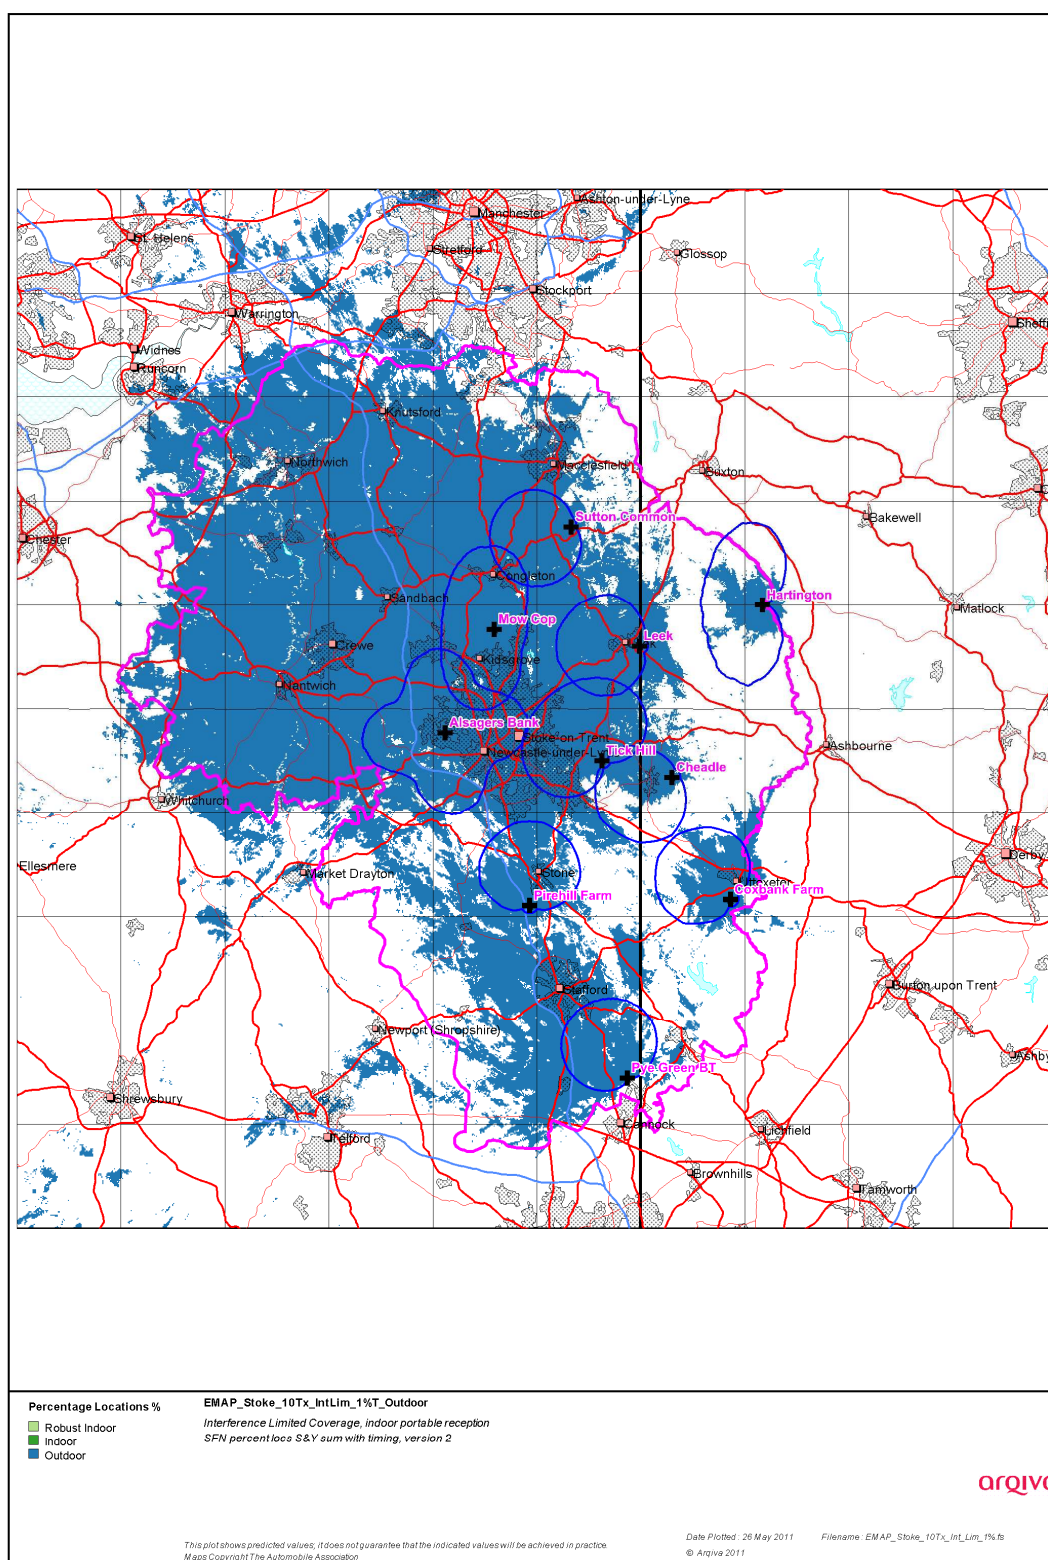 Ashton-under-Lyne
Manchester
St. Helens
Stretford
Glossop
Stockport
Warrington
Widnes
Runcorn
Knutsford
Northwich
Macclesfield
Buxton
Bakewell
Sutton Common
Chester
Congleton
Sandbach
Hartington
Matlock
Mow Cop
Leek
Crewe
Kidsgrove
Nantwich
Alsagers Bank
Stoke-on-Trent
Newcastle-under-Ly
Tick Hill
Ashbourne
Cheadle
Whitchurch
Derby
Ellesmere
Market Drayton
Stone
Uttoxeter
Coxbank Farm
Pirehill Farm
Stafford
Burton upon Trent
Newport (Shropshire)
Ashby
Pye Green BT
Shrewsbury
Cannock
Lichfield
Telford
Brownhills
Tamworth
Percentage Locations %
Robust Indoor
Indoor
Outdoor
EMAP_Stoke_10Tx_IntLim_1%T_Outdoor
Interference Limited Coverage, indoor portable reception
SFN percent locs S&Y sum with timing, version 2
arqiva
This plot shows predicted values; it does not guarantee that the indicated values will be achieved in practice.
Maps Copyright The Automobile Association
Date Plotted : 26 May 2011
Filename : EMAP_Stoke_10Tx_Int_Lim_1%.fs
© Arqiva 2011